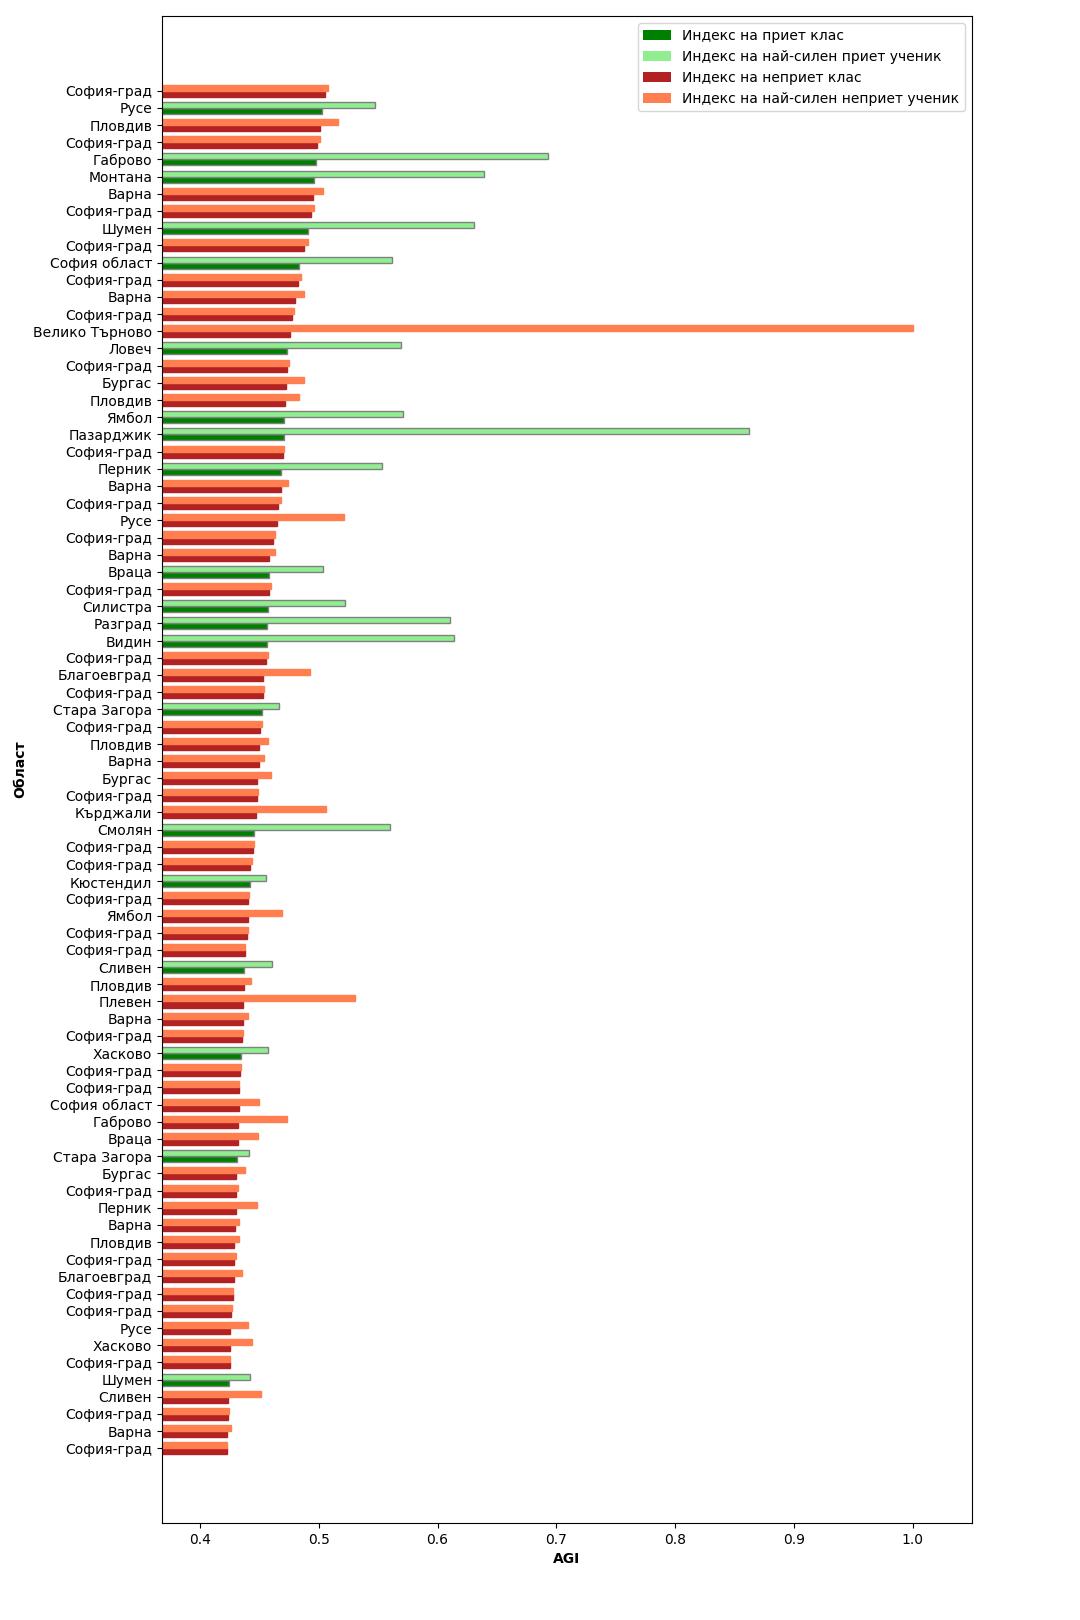 Индекс на приет клас
Индекс на най-силен приет ученик
Индекс на неприет клас
Индекс на най-силен неприет ученик
София-град
Русе
Пловдив
София-град
Габрово
Монтана
Варна
София-град
Шумен
София-град
София област
София-град
Варна
София-град
Велико Търново
Ловеч
София-град
Бургас
Пловдив
Ямбол
Пазарджик
София-град
Перник
Варна
София-град
Русе
София-град
Варна
Враца
София-град
Силистра
Разград
Видин
София-град
Благоевград
София-град
Стара Загора
София-град
Пловдив
Варна
Бургас
София-град
Кърджали
Смолян
София-град
София-град
Кюстендил
София-град
Ямбол
София-град
София-град
Сливен
Пловдив
Плевен
Варна
София-град
Хасково
София-град
София-град
София област
Габрово
Враца
Стара Загора
Бургас
София-град
Перник
Варна
Пловдив
София-град
Благоевград
София-град
София-град
Русе
Хасково
София-град
Шумен
Сливен
София-град
Варна
София-град
Област
0.4 0.5 0.6 0.7 0.8 0.9 1.0
AGI